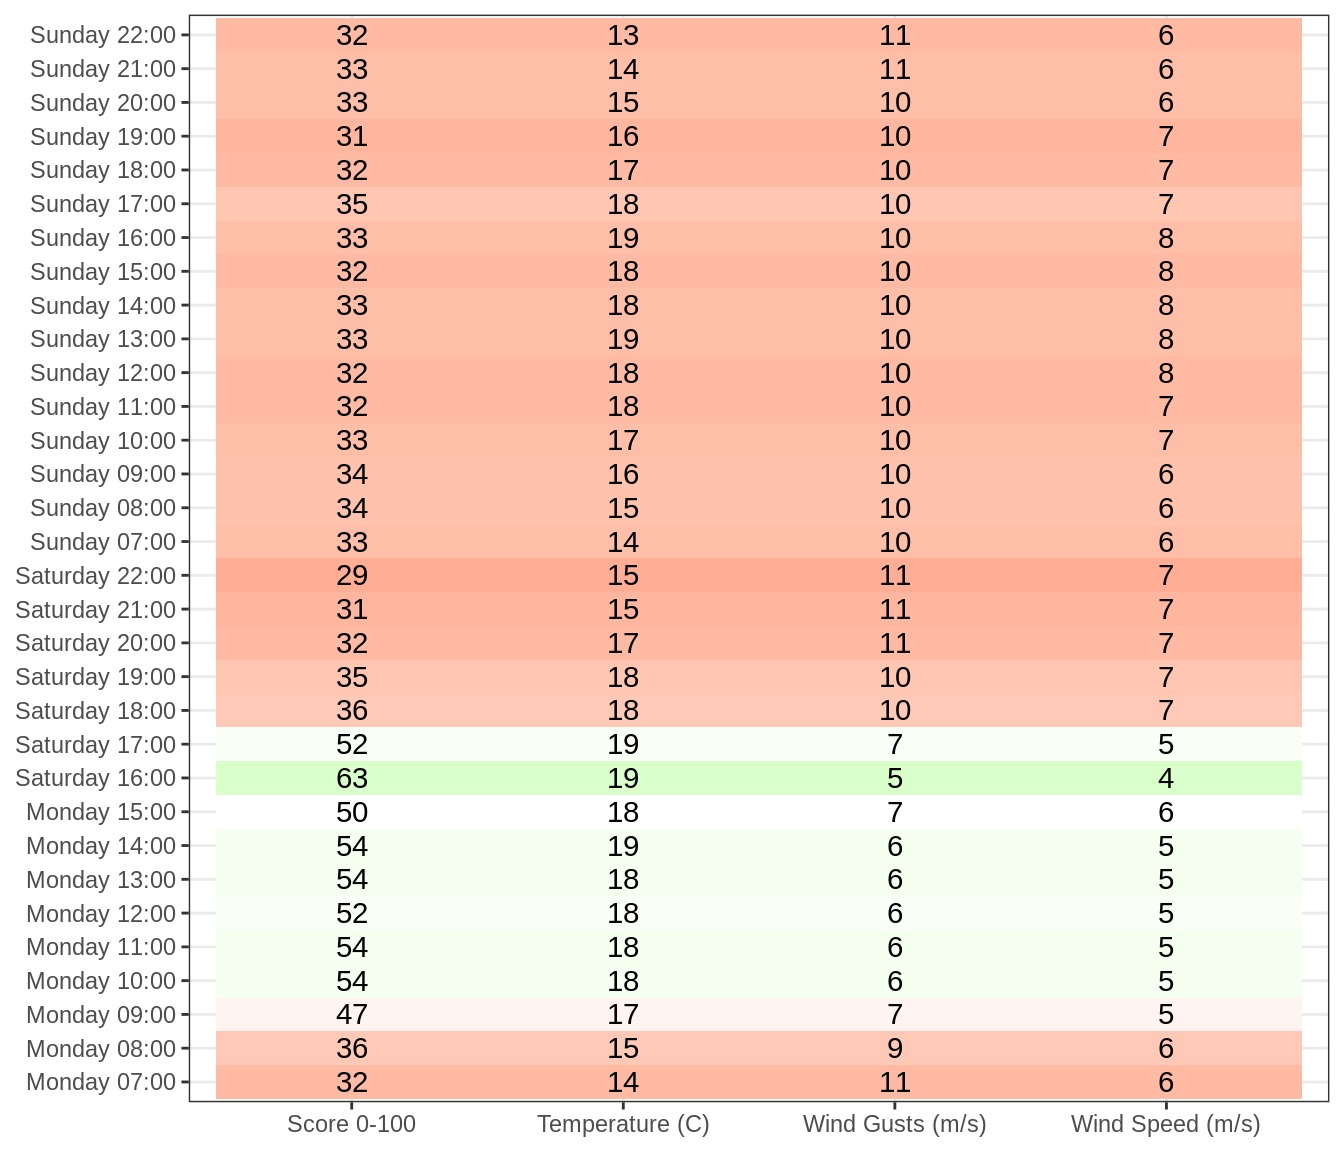 Sunday 22:00 32 13 11 6
Sunday 21:00 33 14 11 6
Sunday 20:00 33 15 10 6
Sunday 19:00 31 16 10 7
Sunday 18:00 32 17 10 7
Sunday 17:00 35 18 10 7
Sunday 16:00 33 19 10 8
Sunday 15:00 32 18 10 8
Sunday 14:00 33 18 10 8
Sunday 13:00 33 19 10 8
Sunday 12:00 32 18 10 8
Sunday 11:00 32 18 10 7
Sunday 10:00 33 17 10 7
Sunday 09:00 34 16 10 6
Sunday 08:00 34 15 10 6
Sunday 07:00 33 14 10 6
Saturday 22:00 29 15 11 7
Saturday 21:00 31 15 11 7
Saturday 20:00 32 17 11 7
Saturday 19:00 35 18 10 7
Saturday 18:00 36 18 10 7
Saturday 17:00 52 19 7 5
Saturday 16:00 63 19 5 4
Monday 15:00 50 18 7 6
Monday 14:00 54 19 6 5
Monday 13:00 54 18 6 5
Monday 12:00 52 18 6 5
Monday 11:00 54 18 6 5
Monday 10:00 54 18 6 5
Monday 09:00 47 17 7 5
Monday 08:00 36 15 9 6
Monday 07:00 32 14 11 6
Score 0-100 Temperature (C) Wind Gusts (m/s) Wind Speed (m/s)